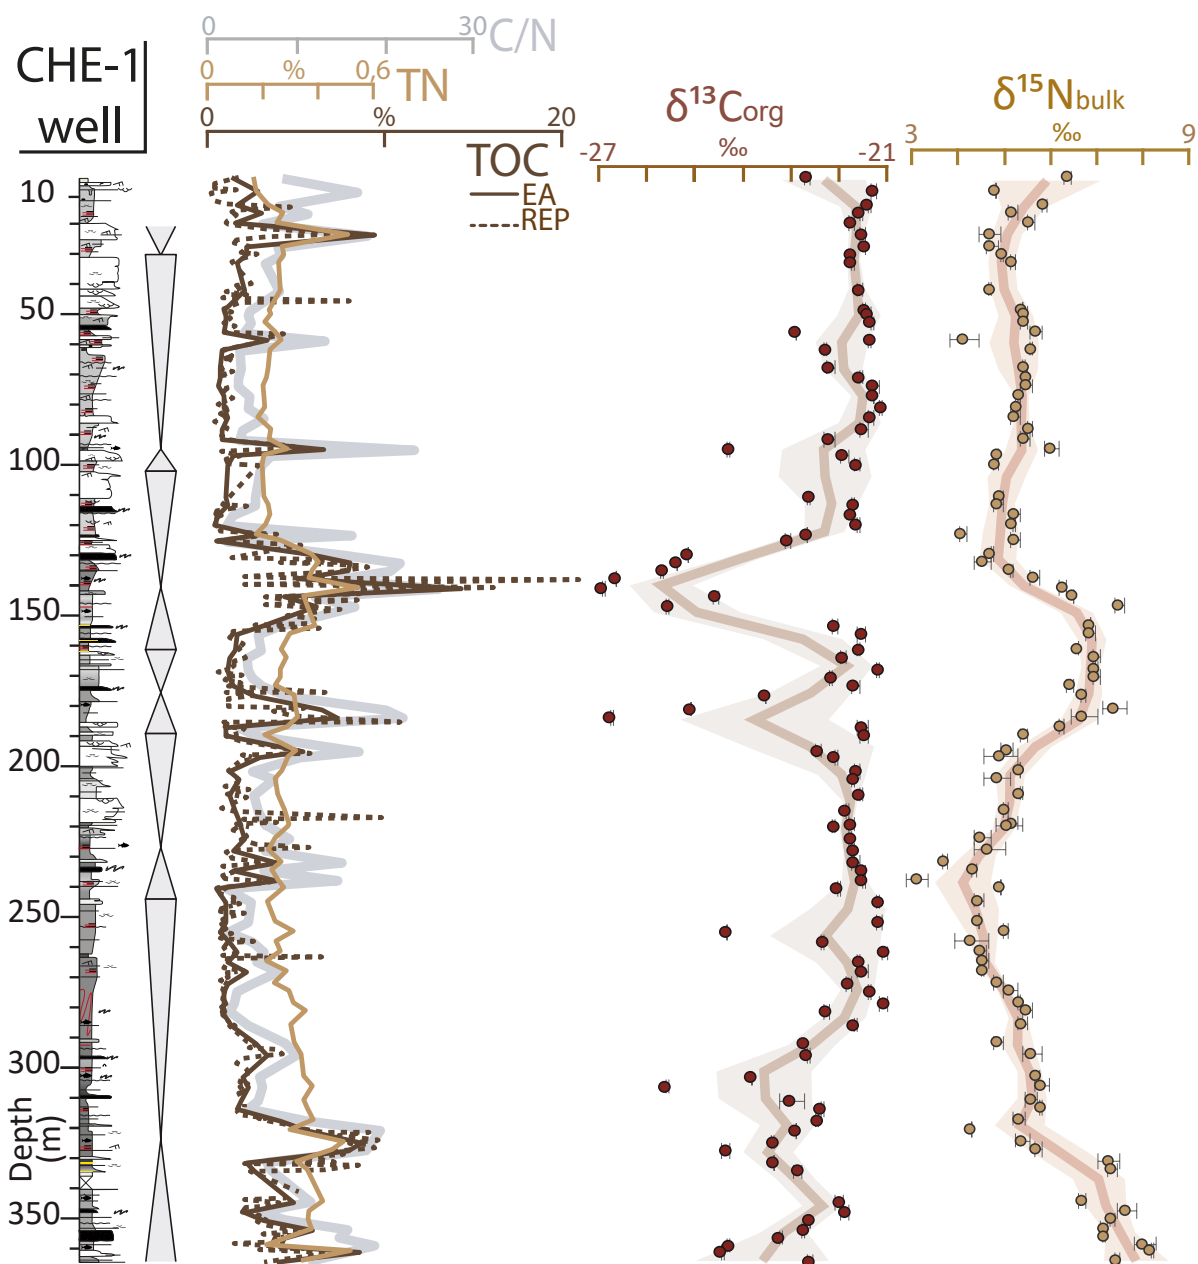 CHE-1
well
0 30 C/N
0 % 0,6 TN
0 % 20
TOC
EA
REP
δ¹³Corg
‰
-27 -21
δ¹⁵Nbulk
‰
3 9
10
50
100
150
200
250
300
350
Depth
(m)